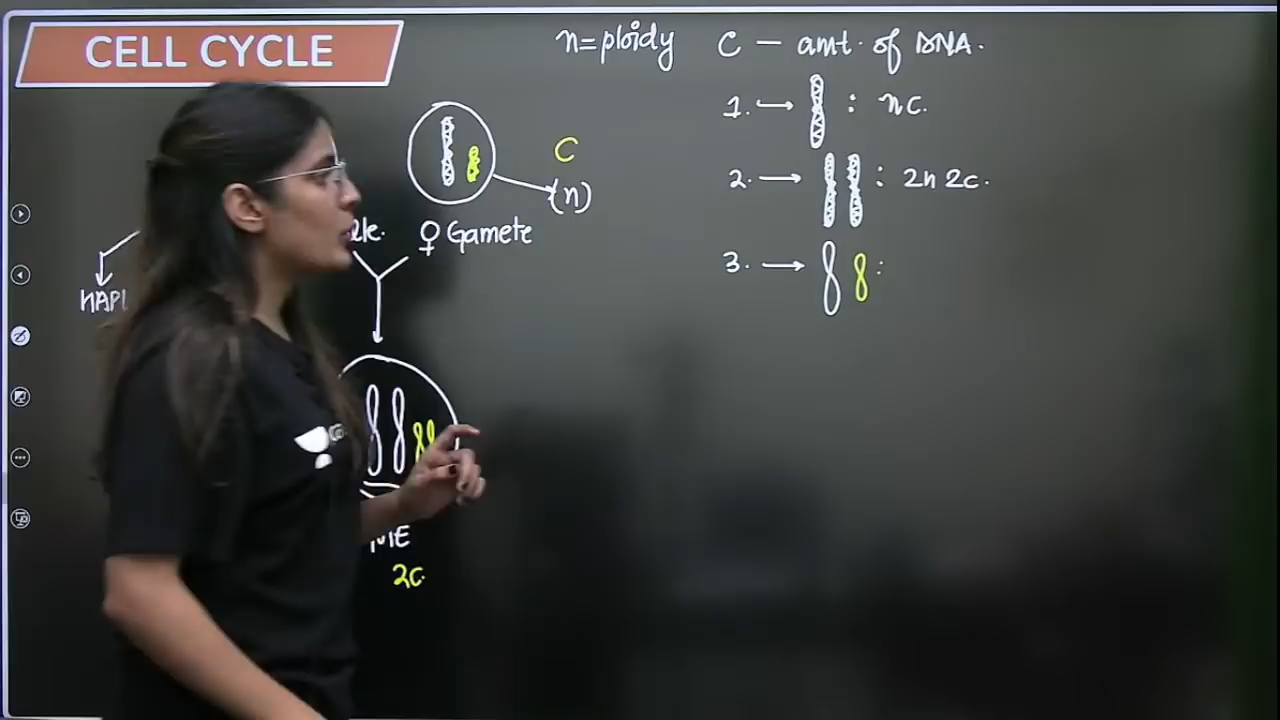 CELL CYCLE
n=ploidy C — amt. of DNA.
1. → : nc.
2. → : 2n 2c.
3. → :
C
(n)
♀ Gamete
2c.